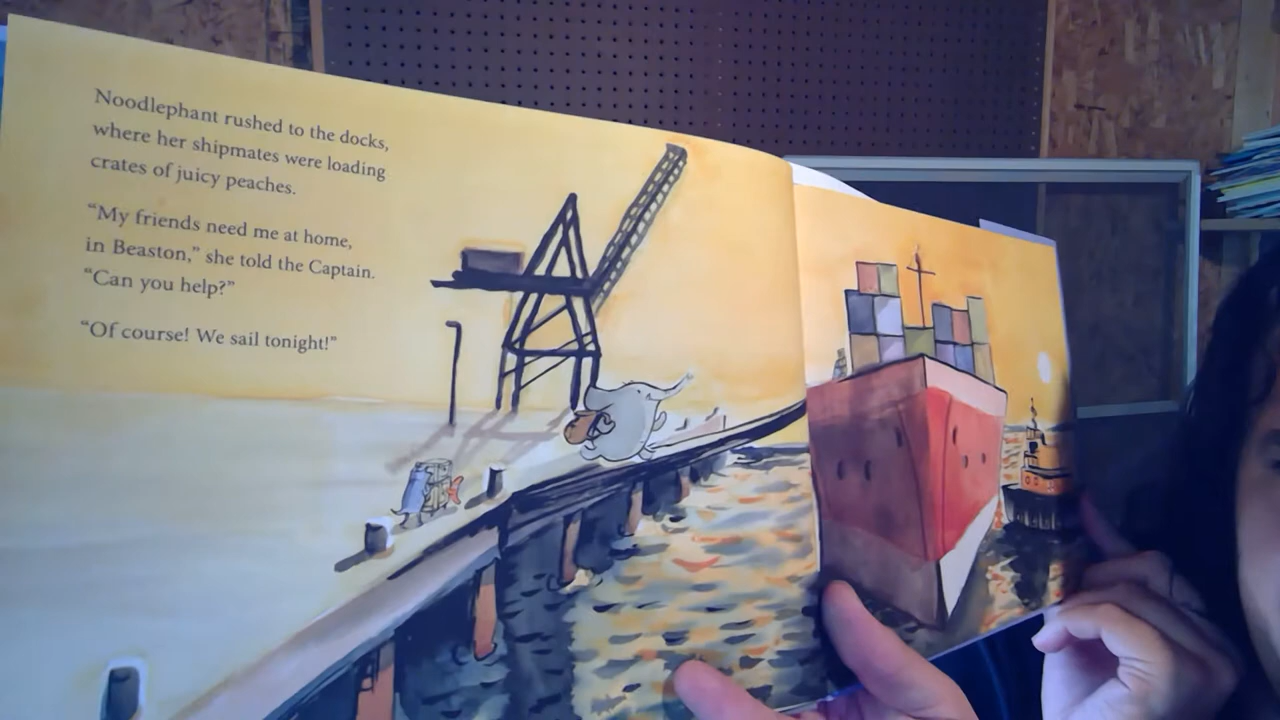 Noodlephant rushed to the docks,
where her shipmates were loading
crates of juicy peaches.
“My friends need me at home,
in Beaston,” she told the Captain.
“Can you help?”
“Of course! We sail tonight!”